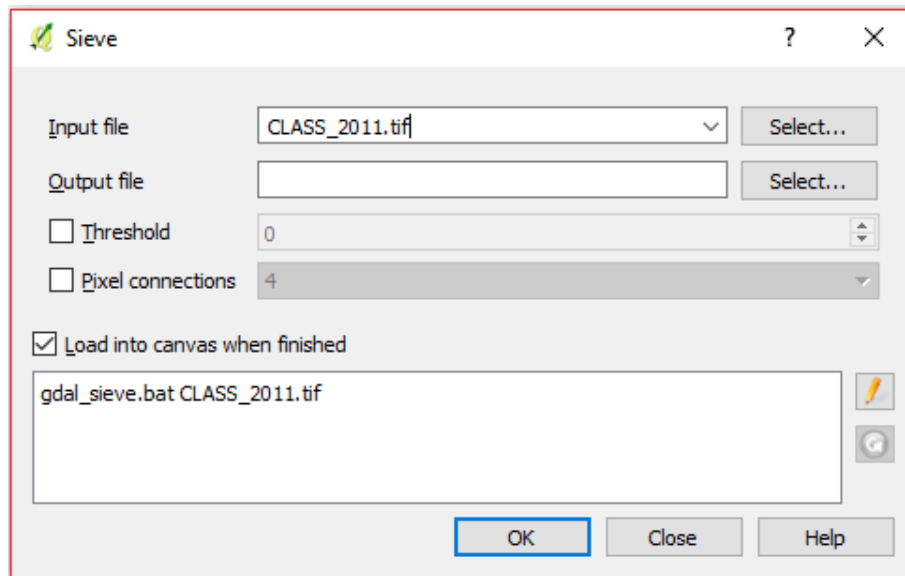 Sieve ?
Input file CLASS_2011.tif Select...
Output file Select...
Threshold 0
Pixel connections 4
Load into canvas when finished
gdal_sieve.bat CLASS_2011.tif
OK Close Help